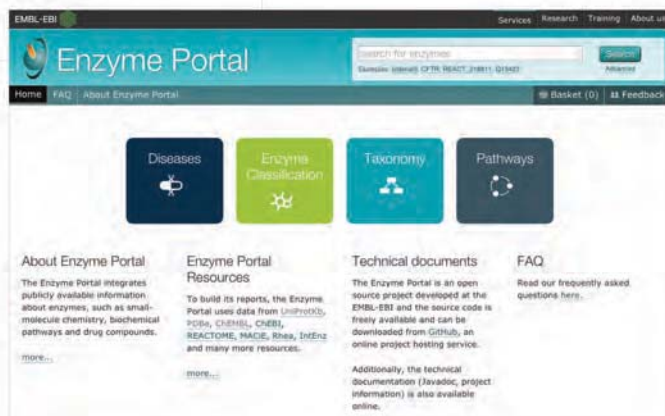 EMBL-EBI
Services Research Training About us
Enzyme Portal
Search for enzymes
Search
Examples: sildenafil, CFTR,
Advanced
Home FAQ About Enzyme Portal
Basket (0) Feedback
Diseases
Enzyme
Classification
Taxonomy
Pathways
About Enzyme Portal
The Enzyme Portal integrates
publicly available information
about enzymes, such as small-
molecule chemistry, biochemical
pathways and drug compounds.
more...
Enzyme Portal
Resources
To build its reports, the Enzyme
Portal uses data from UniProtKB,
PDBe, ChEMBL, ChEBI,
REACTOME, MACiE, Rhea, IntEnz
and many more resources.
more...
Technical documents
The Enzyme Portal is an open
source project developed at the
EMBL-EBI and the source code is
freely available and can be
downloaded from GitHub, an
online project hosting service.
Additionally, the technical
documentation (Javadoc, project
information) is also available
online.
FAQ
Read our frequently asked
questions here.